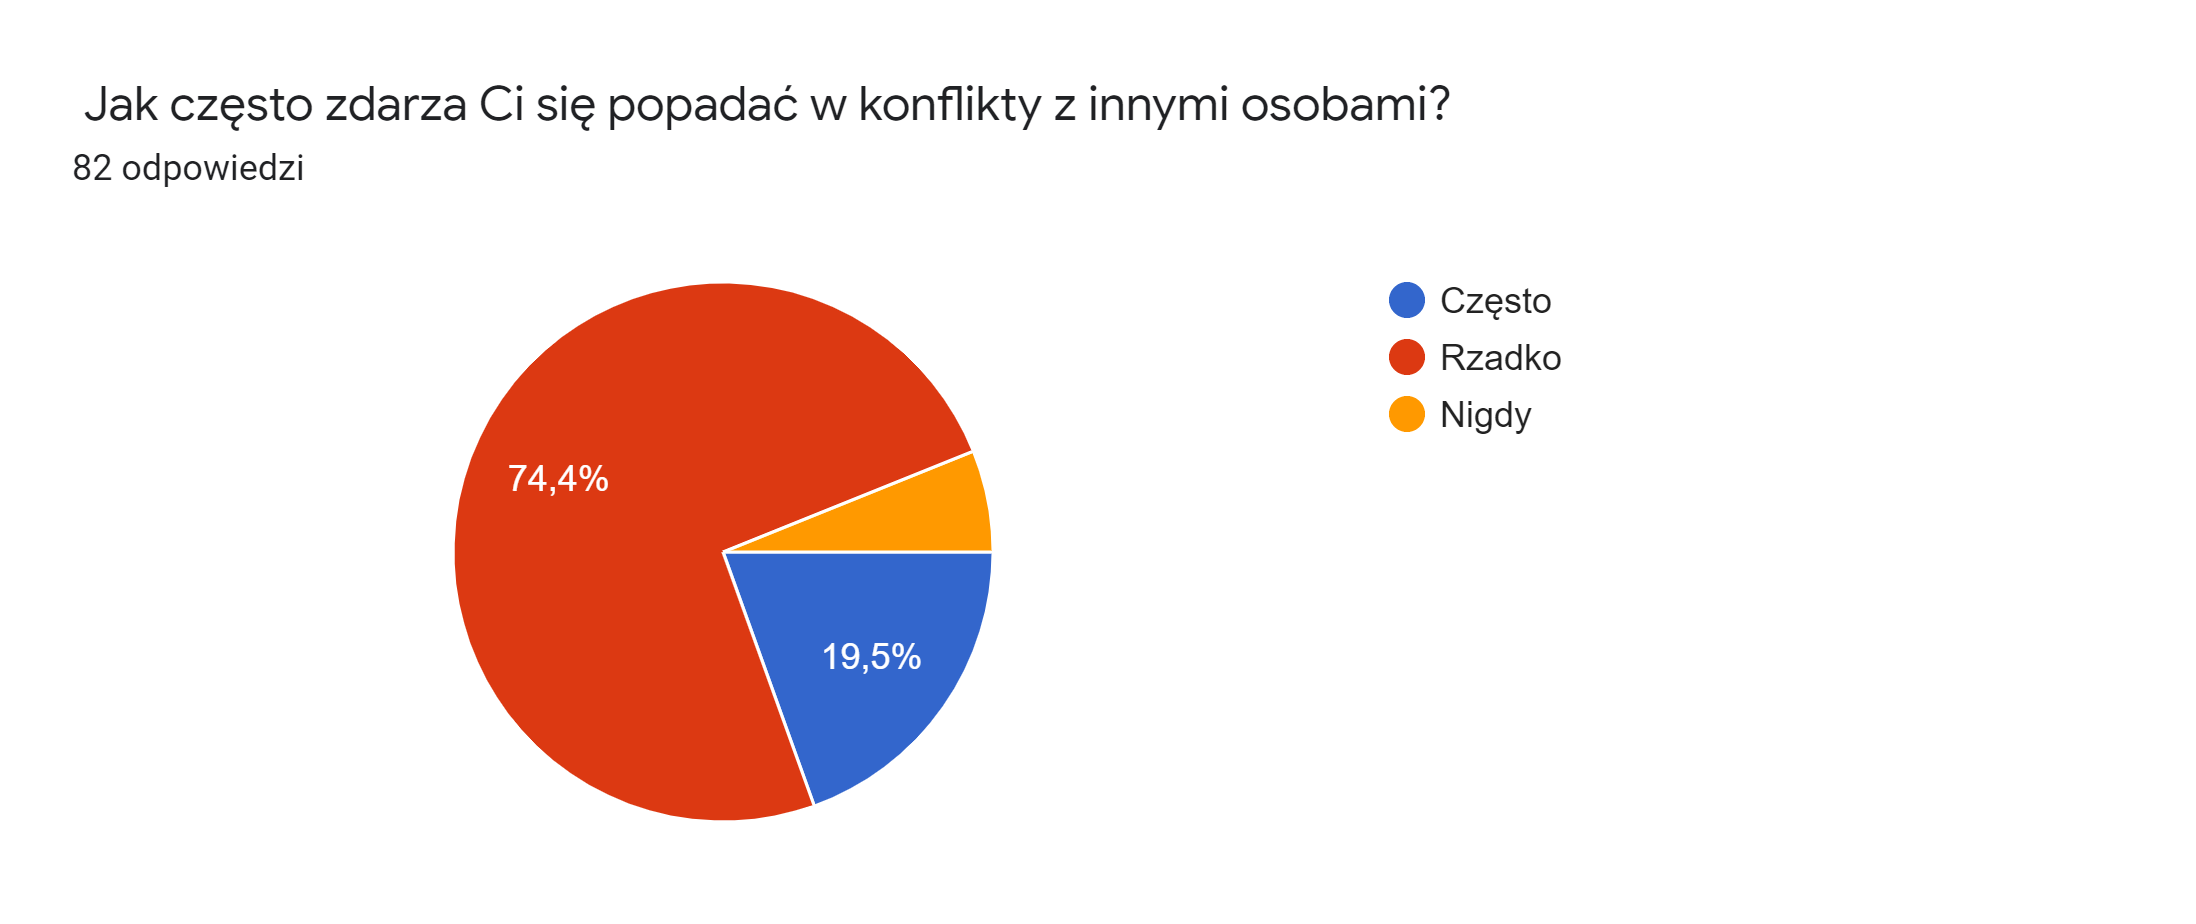 Jak często zdarza Ci się popadać w konflikty z innymi osobami?
82 odpowiedzi
Często
Rzadko
Nigdy
74,4%
19,5%